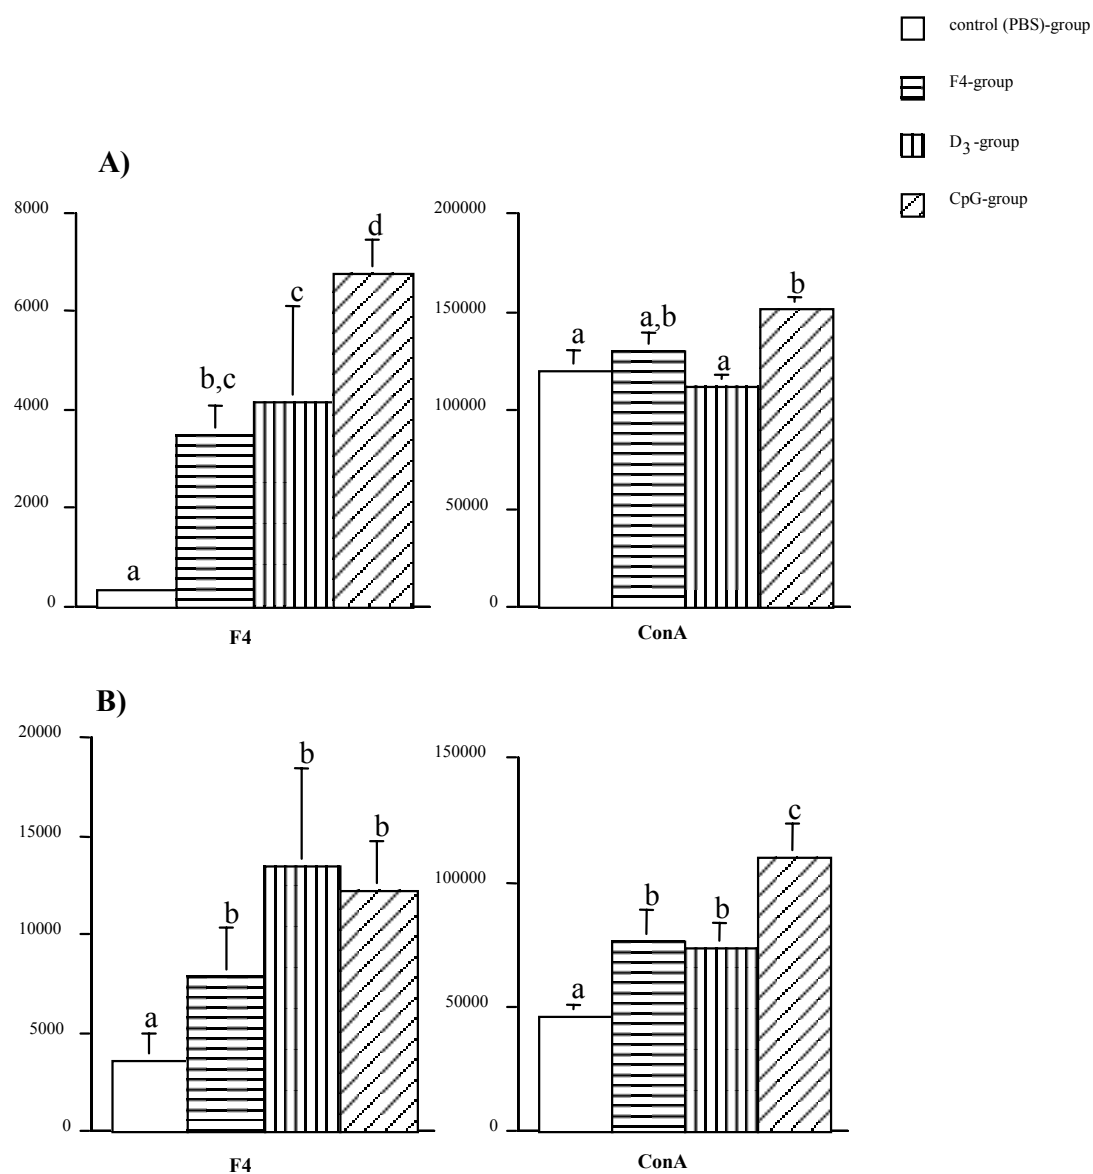 control (PBS)-group
F4-group
D3-group
CpG-group
A)
8000
6000
4000
2000
0
a
b,c
c
d
F4
200000
150000
100000
50000
0
a
a,b
a
b
ConA
B)
20000
15000
10000
5000
0
a
b
b
b
F4
150000
100000
50000
0
a
b
b
c
ConA